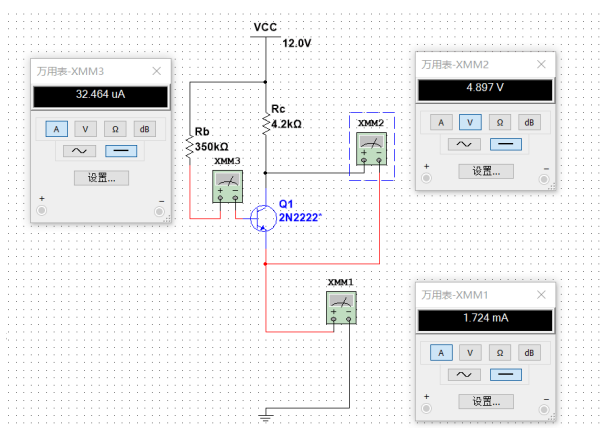 VCC
12.0V
万用表-XMM3
32.464 uA
A V Ω dB
设置...
+ −
Rb
350kΩ
Rc
4.2kΩ
XMM2
+ −
XMM3
+ −
Q1
2N2222*
XMM1
+ −
万用表-XMM2
4.897 V
A V Ω dB
设置...
+ −
万用表-XMM1
1.724 mA
A V Ω dB
设置...
+ −